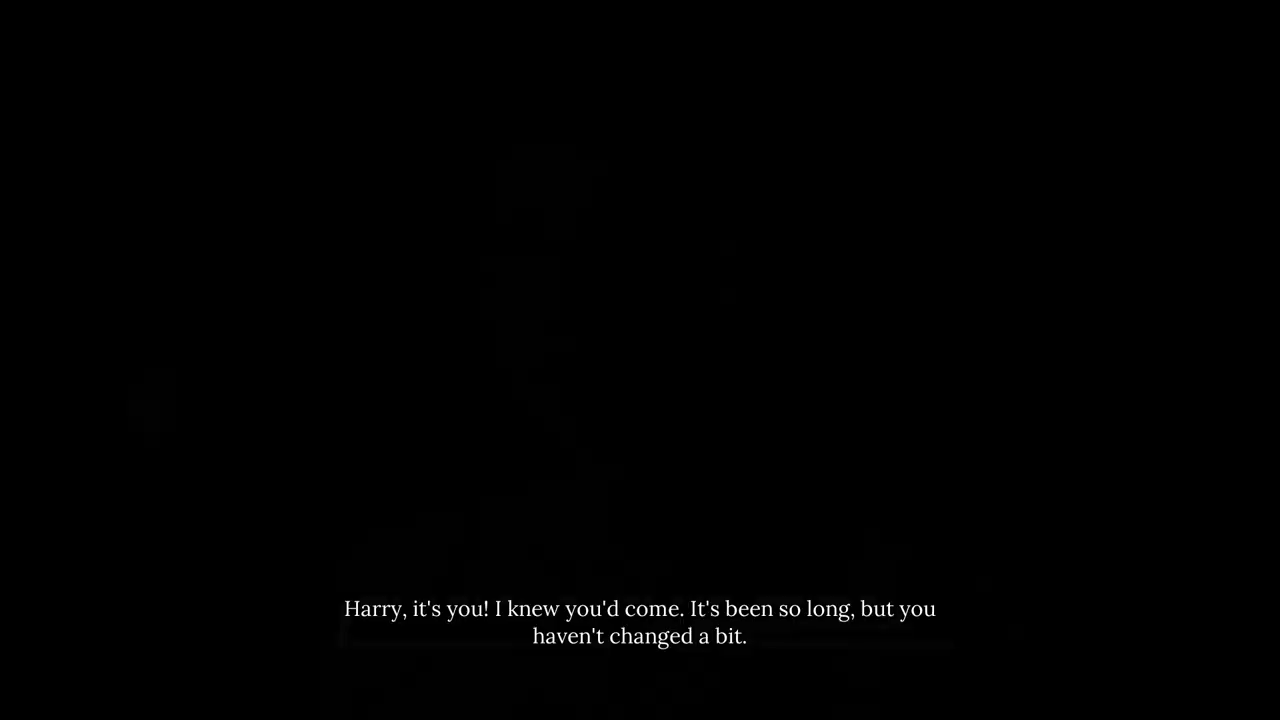 Harry, it's you! I knew you'd come. It's been so long, but you
haven't changed a bit.